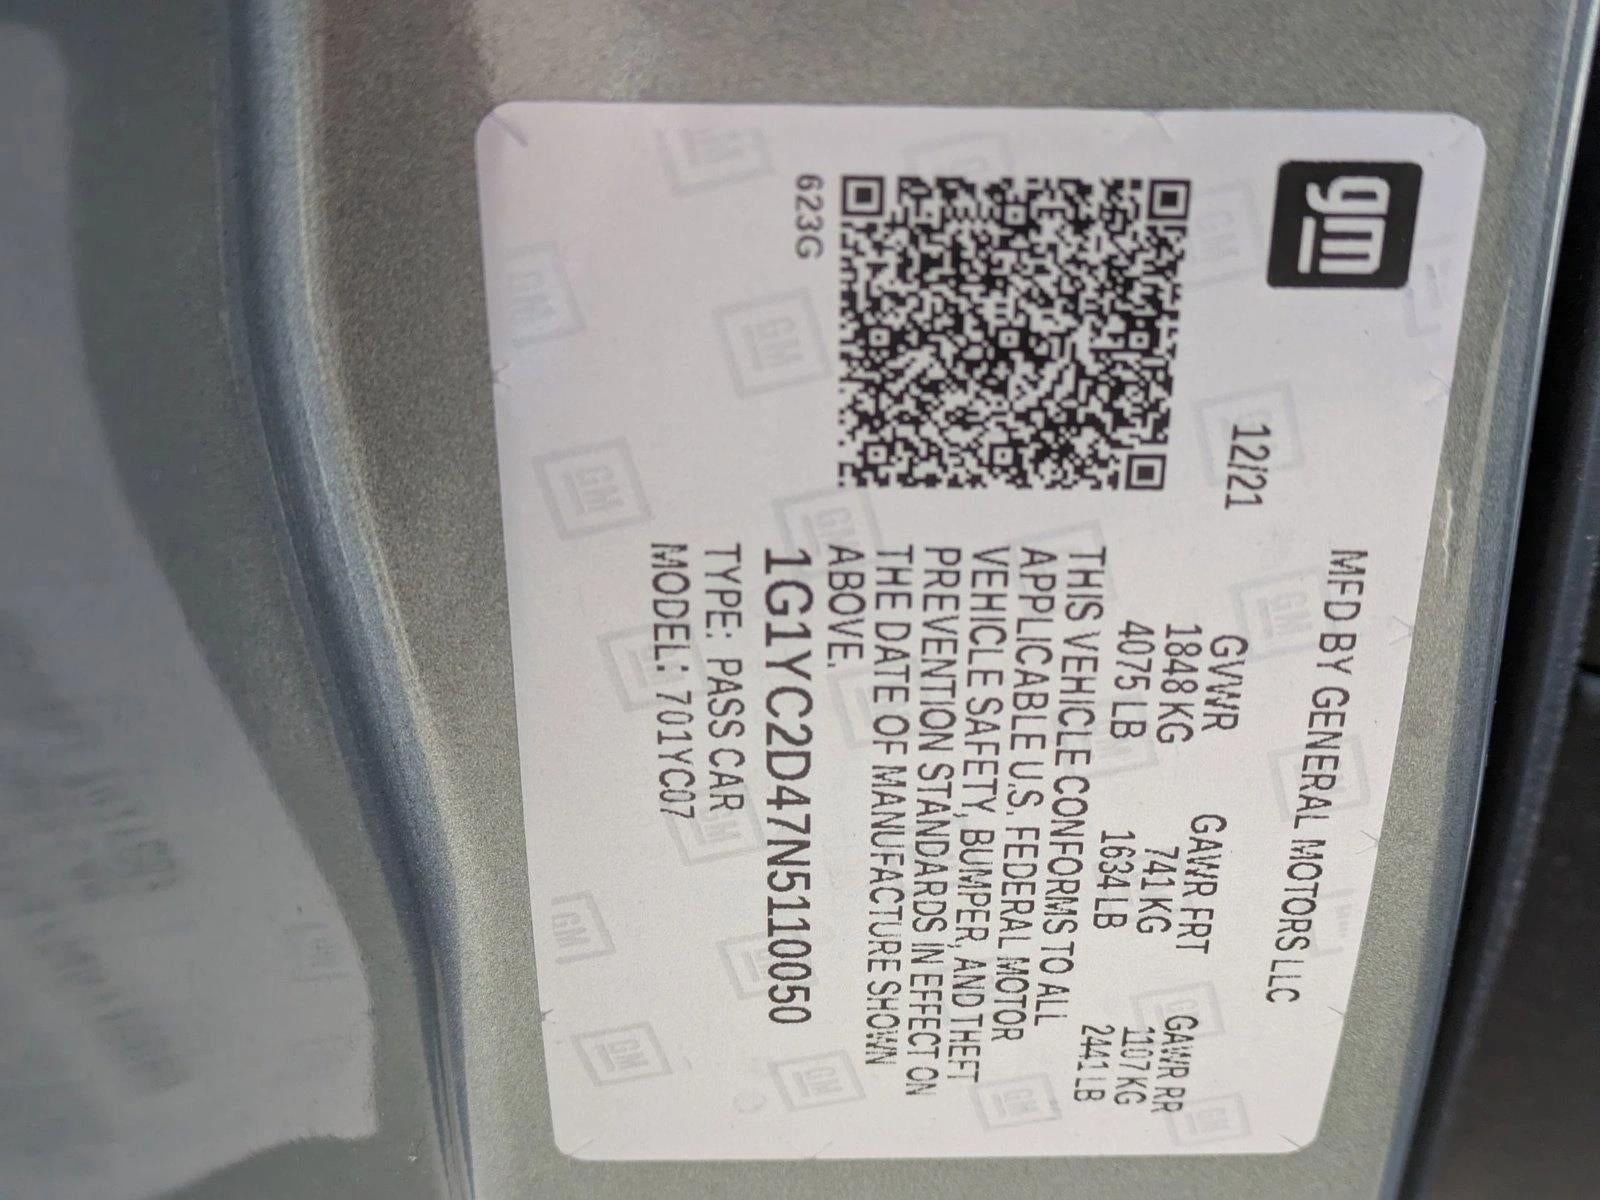 gm
MFD BY GENERAL MOTORS LLC
12/21
GVWR GAWR FRT GAWR RR
1848 KG 741 KG 1107 KG
4075 LB 1634 LB 2441 LB
THIS VEHICLE CONFORMS TO ALL
APPLICABLE U.S. FEDERAL MOTOR
VEHICLE SAFETY, BUMPER, AND THEFT
PREVENTION STANDARDS IN EFFECT ON
THE DATE OF MANUFACTURE SHOWN
ABOVE.
623G
1G1YC2D47N5110050
TYPE: PASS CAR
MODEL: 701YC07